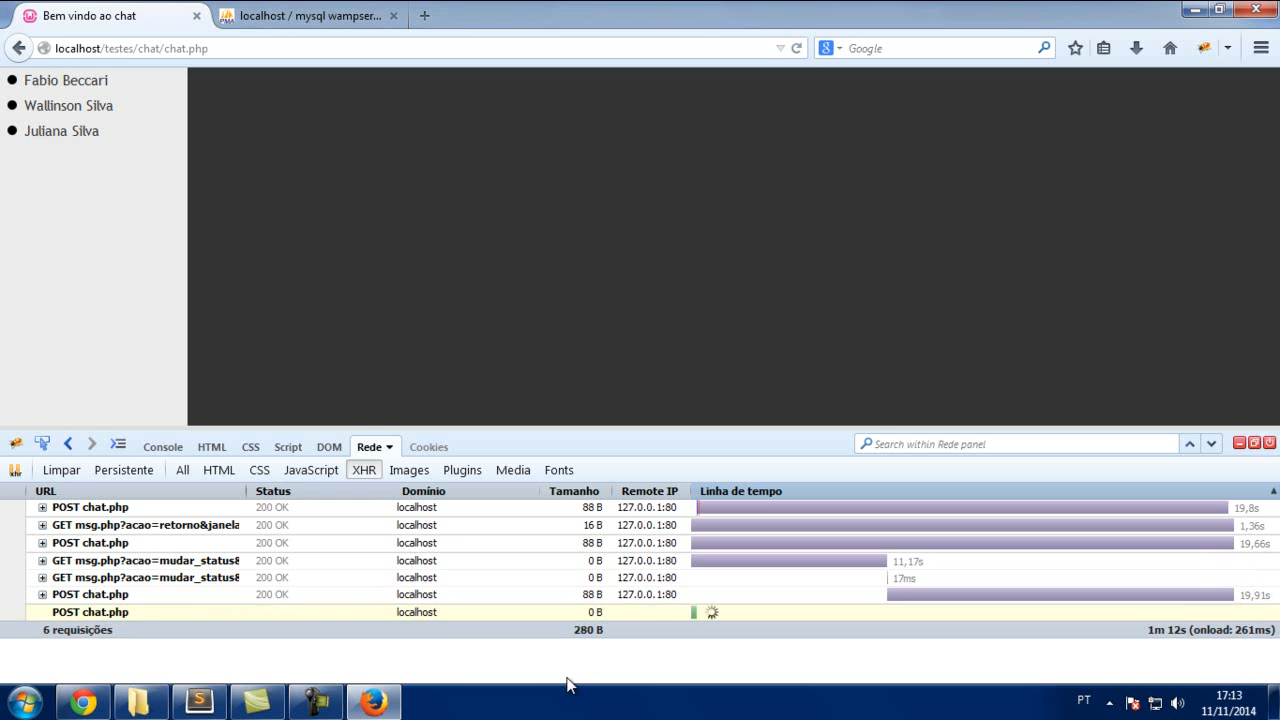 Bem vindo ao chat
localhost / mysql wampser...
localhost/testes/chat/chat.php
Google
Fabio Beccari
Wallinson Silva
Juliana Silva
Console HTML CSS Script DOM Rede Cookies
Search within Rede panel
xhr Limpar Persistente All HTML CSS JavaScript XHR Images Plugins Media Fonts
URL Status Domínio Tamanho Remote IP Linha de tempo
POST chat.php 200 OK localhost 88 B 127.0.0.1:80 19,8s
GET msg.php?acao=retorno&janela 200 OK localhost 16 B 127.0.0.1:80 1,36s
POST chat.php 200 OK localhost 88 B 127.0.0.1:80 19,66s
GET msg.php?acao=mudar_status& 200 OK localhost 0 B 127.0.0.1:80 11,17s
GET msg.php?acao=mudar_status& 200 OK localhost 0 B 127.0.0.1:80 17ms
POST chat.php 200 OK localhost 88 B 127.0.0.1:80 19,91s
POST chat.php localhost 0 B
6 requisições 280 B 1m 12s (onload: 261ms)
PT
17:13
11/11/2014